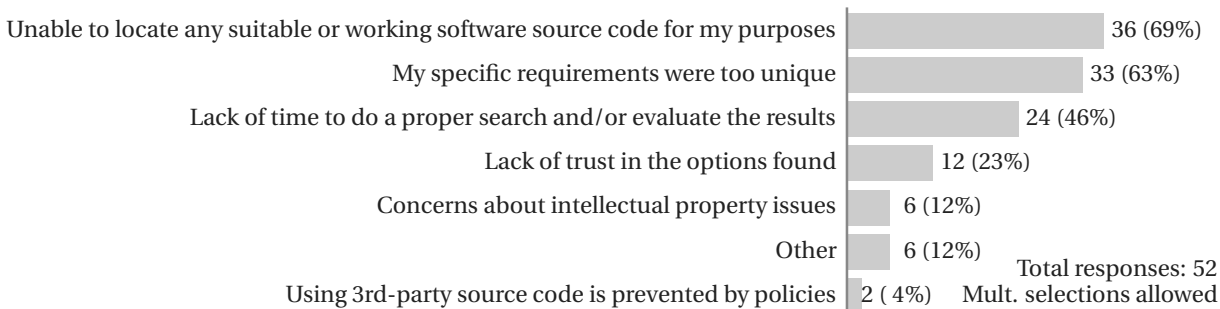 Unable to locate any suitable or working software source code for my purposes 36 (69%)
My specific requirements were too unique 33 (63%)
Lack of time to do a proper search and/or evaluate the results 24 (46%)
Lack of trust in the options found 12 (23%)
Concerns about intellectual property issues 6 (12%)
Other 6 (12%)
Total responses: 52
Using 3rd-party source code is prevented by policies 2 ( 4%) Mult. selections allowed